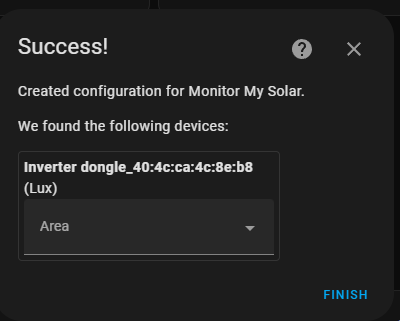 Success!
Created configuration for Monitor My Solar.
We found the following devices:
Inverter dongle_40:4c:ca:4c:8e:b8
(Lux)
Area
FINISH